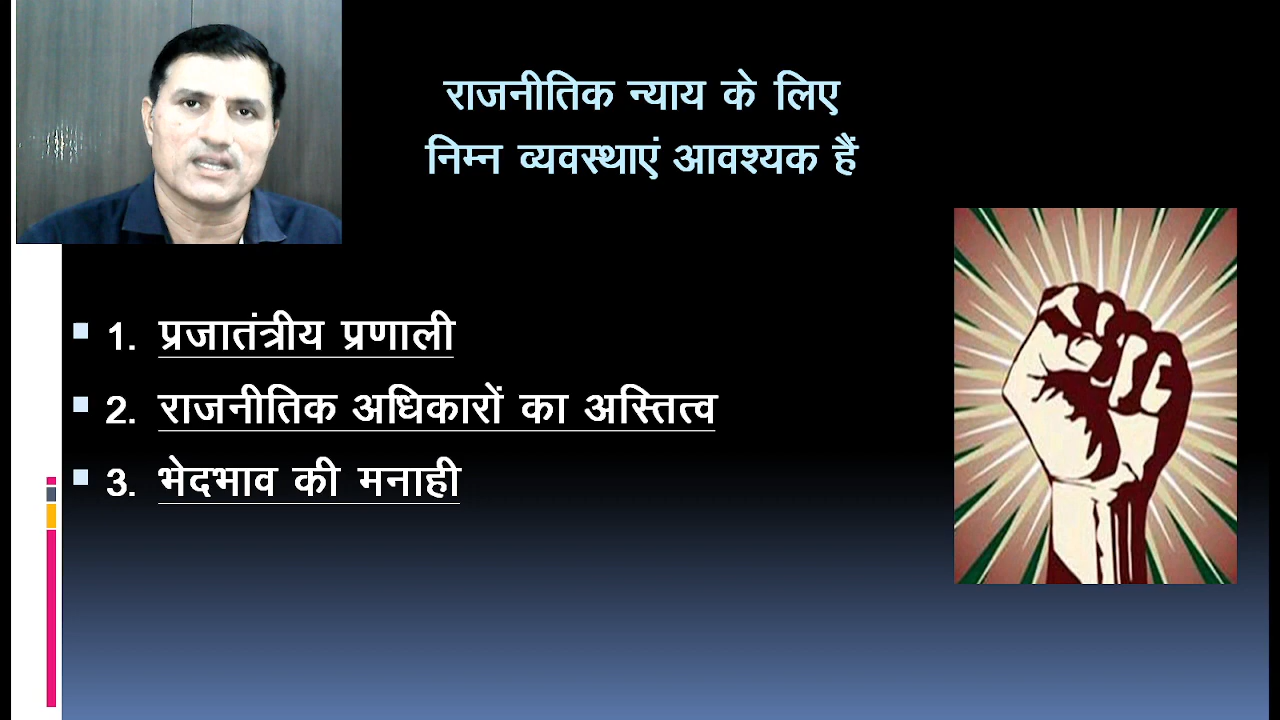 राजनीतिक न्याय के लिए
निम्न व्यवस्थाएं आवश्यक हैं
1. प्रजातंत्रीय प्रणाली
2. राजनीतिक अधिकारों का अस्तित्व
3. भेदभाव की मनाही